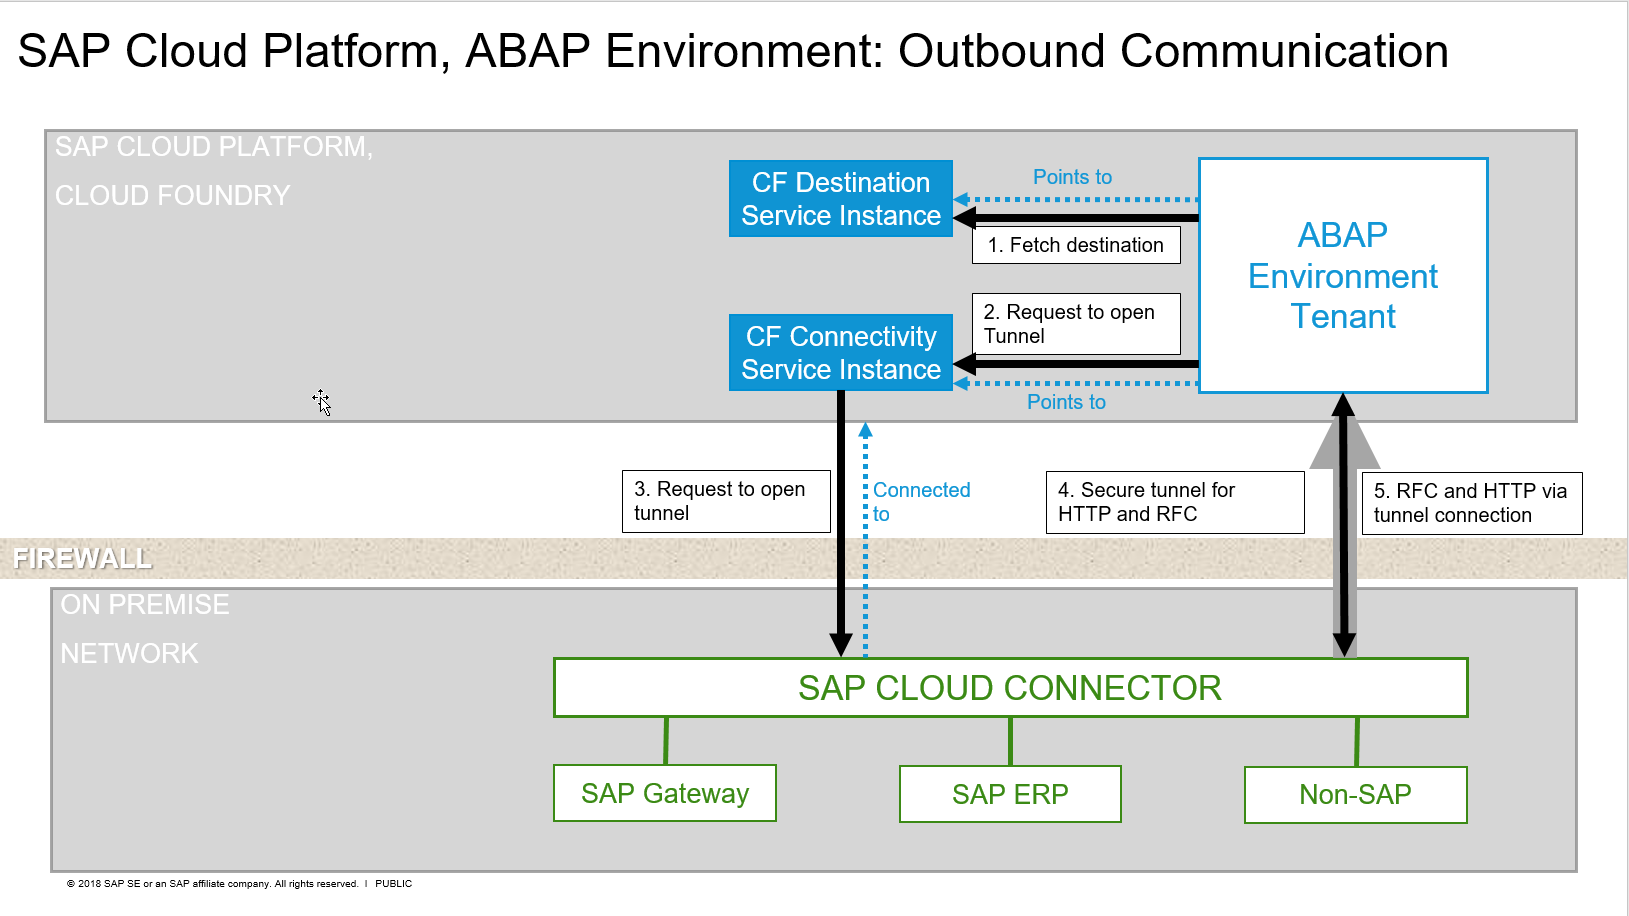 SAP Cloud Platform, ABAP Environment: Outbound Communication
SAP CLOUD PLATFORM,
CLOUD FOUNDRY
CF Destination
Service Instance
Points to
1. Fetch destination
ABAP
Environment
Tenant
2. Request to open
Tunnel
CF Connectivity
Service Instance
Points to
3. Request to open
tunnel
Connected
to
4. Secure tunnel for
HTTP and RFC
5. RFC and HTTP via
tunnel connection
FIREWALL
ON PREMISE
NETWORK
SAP CLOUD CONNECTOR
SAP Gateway
SAP ERP
Non-SAP
© 2018 SAP SE or an SAP affiliate company. All rights reserved. ǀ PUBLIC